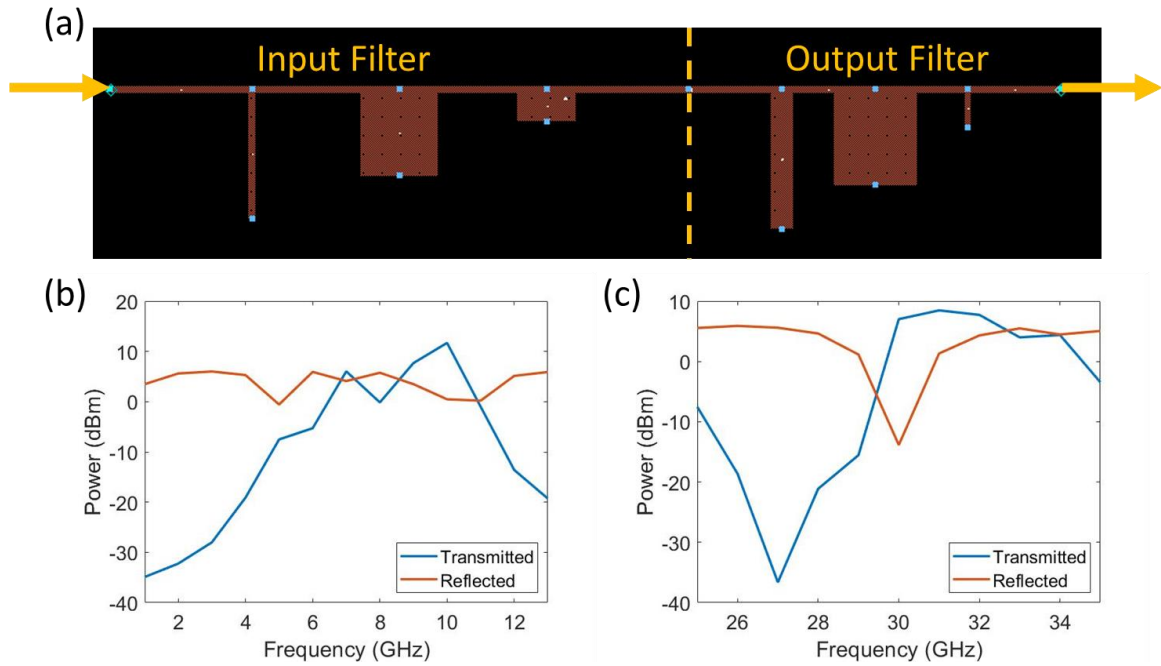 (a)
Input Filter
Output Filter
(b)
20
10
0
-10
-20
-30
-40
Power (dBm)
2
4
6
8
10
12
Frequency (GHz)
Transmitted
Reflected
(c)
10
0
-10
-20
-30
-40
Power (dBm)
26
28
30
32
34
Frequency (GHz)
Transmitted
Reflected